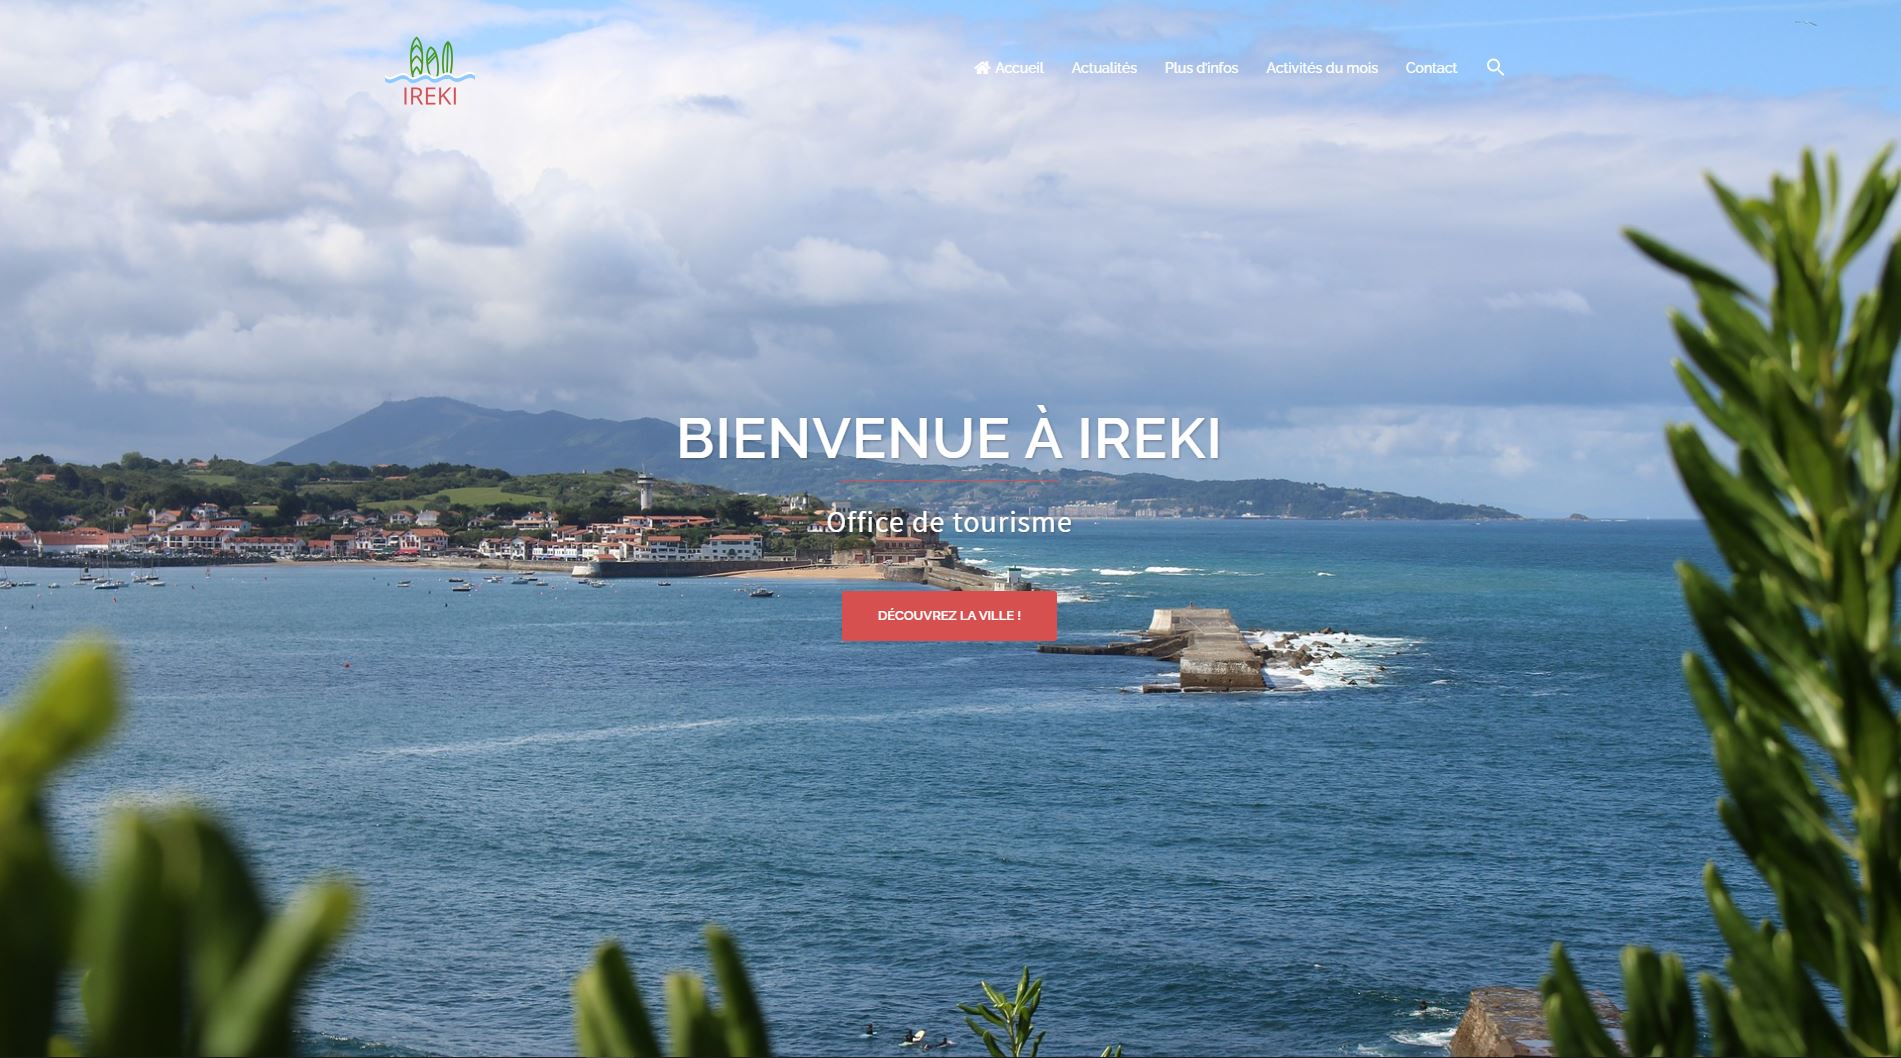 IREKI
Accueil Actualités Plus d'infos Activités du mois Contact
BIENVENUE À IREKI
Office de tourisme
DÉCOUVREZ LA VILLE !